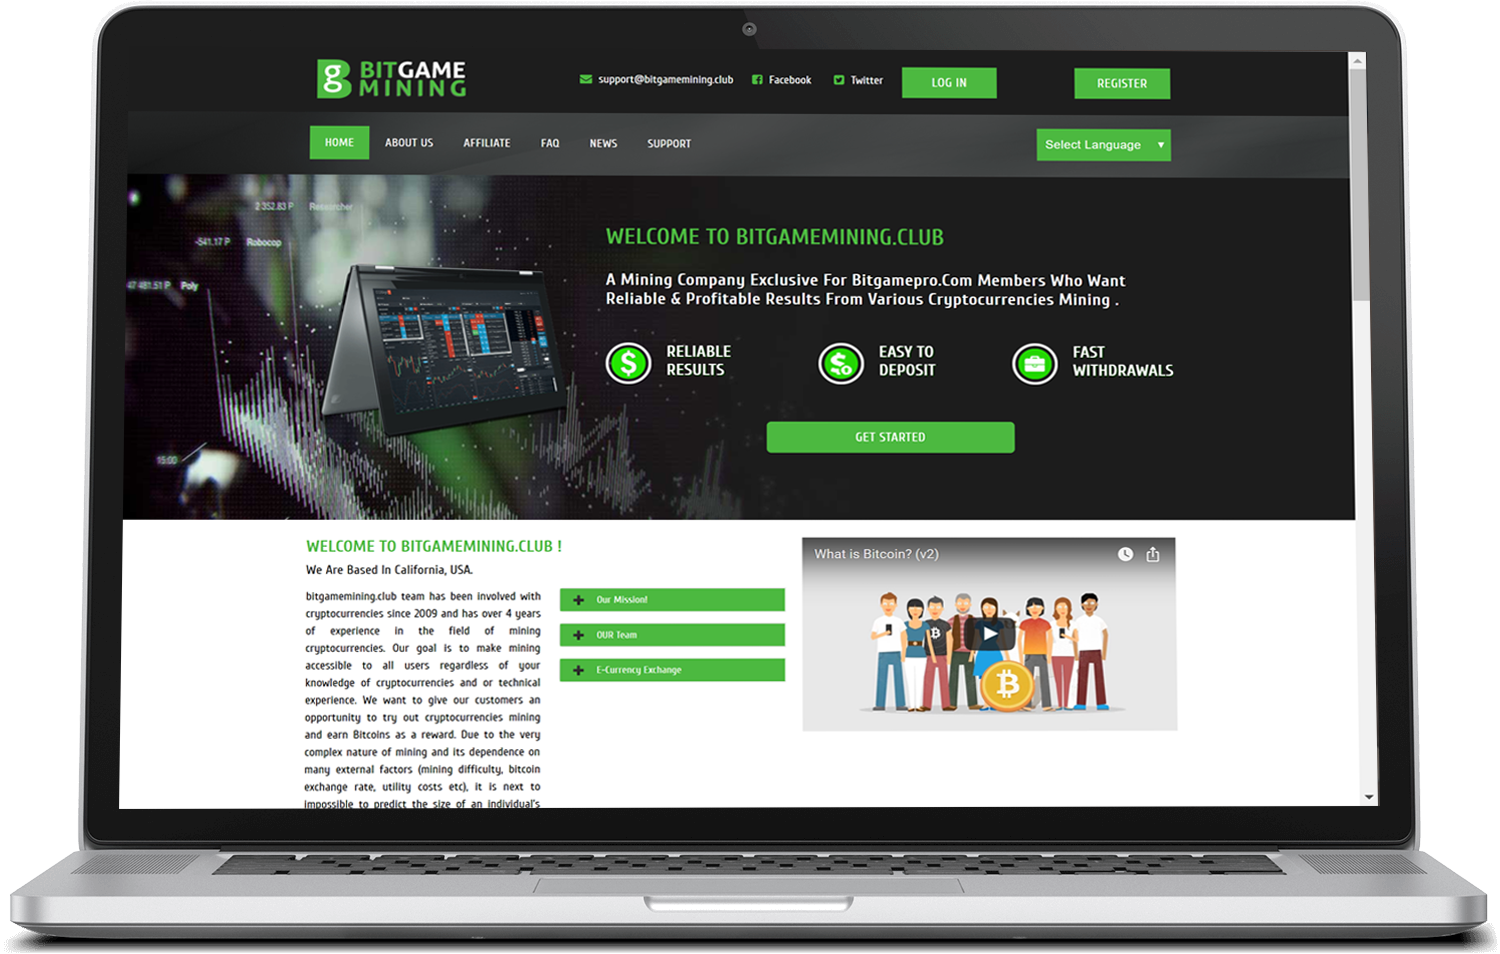 BITGAME
MINING
support@bitgamemining.club
Facebook
Twitter
LOG IN
REGISTER
HOME
ABOUT US
AFFILIATE
FAQ
NEWS
SUPPORT
Select Language
2 352.83 P Researcher
-541.17 P Robocop
47 481.51 P Poly
15:00
WELCOME TO BITGAMEMINING.CLUB
A Mining Company Exclusive For Bitgamepro.Com Members Who Want
Reliable & Profitable Results From Various Cryptocurrencies Mining .
RELIABLE
RESULTS
EASY TO
DEPOSIT
FAST
WITHDRAWALS
GET STARTED
WELCOME TO BITGAMEMINING.CLUB !
We Are Based In California, USA.
bitgamemining.club team has been involved with
cryptocurrencies since 2009 and has over 4 years
of experience in the field of mining
cryptocurrencies. Our goal is to make mining
accessible to all users regardless of your
knowledge of cryptocurrencies and or technical
experience. We want to give our customers an
opportunity to try out cryptocurrencies mining
and earn Bitcoins as a reward. Due to the very
complex nature of mining and its dependence on
many external factors (mining difficulty, bitcoin
exchange rate, utility costs etc), it is next to
impossible to predict the size of an individual's
Our Mission!
OUR Team
E-Currency Exchange
What is Bitcoin? (v2)